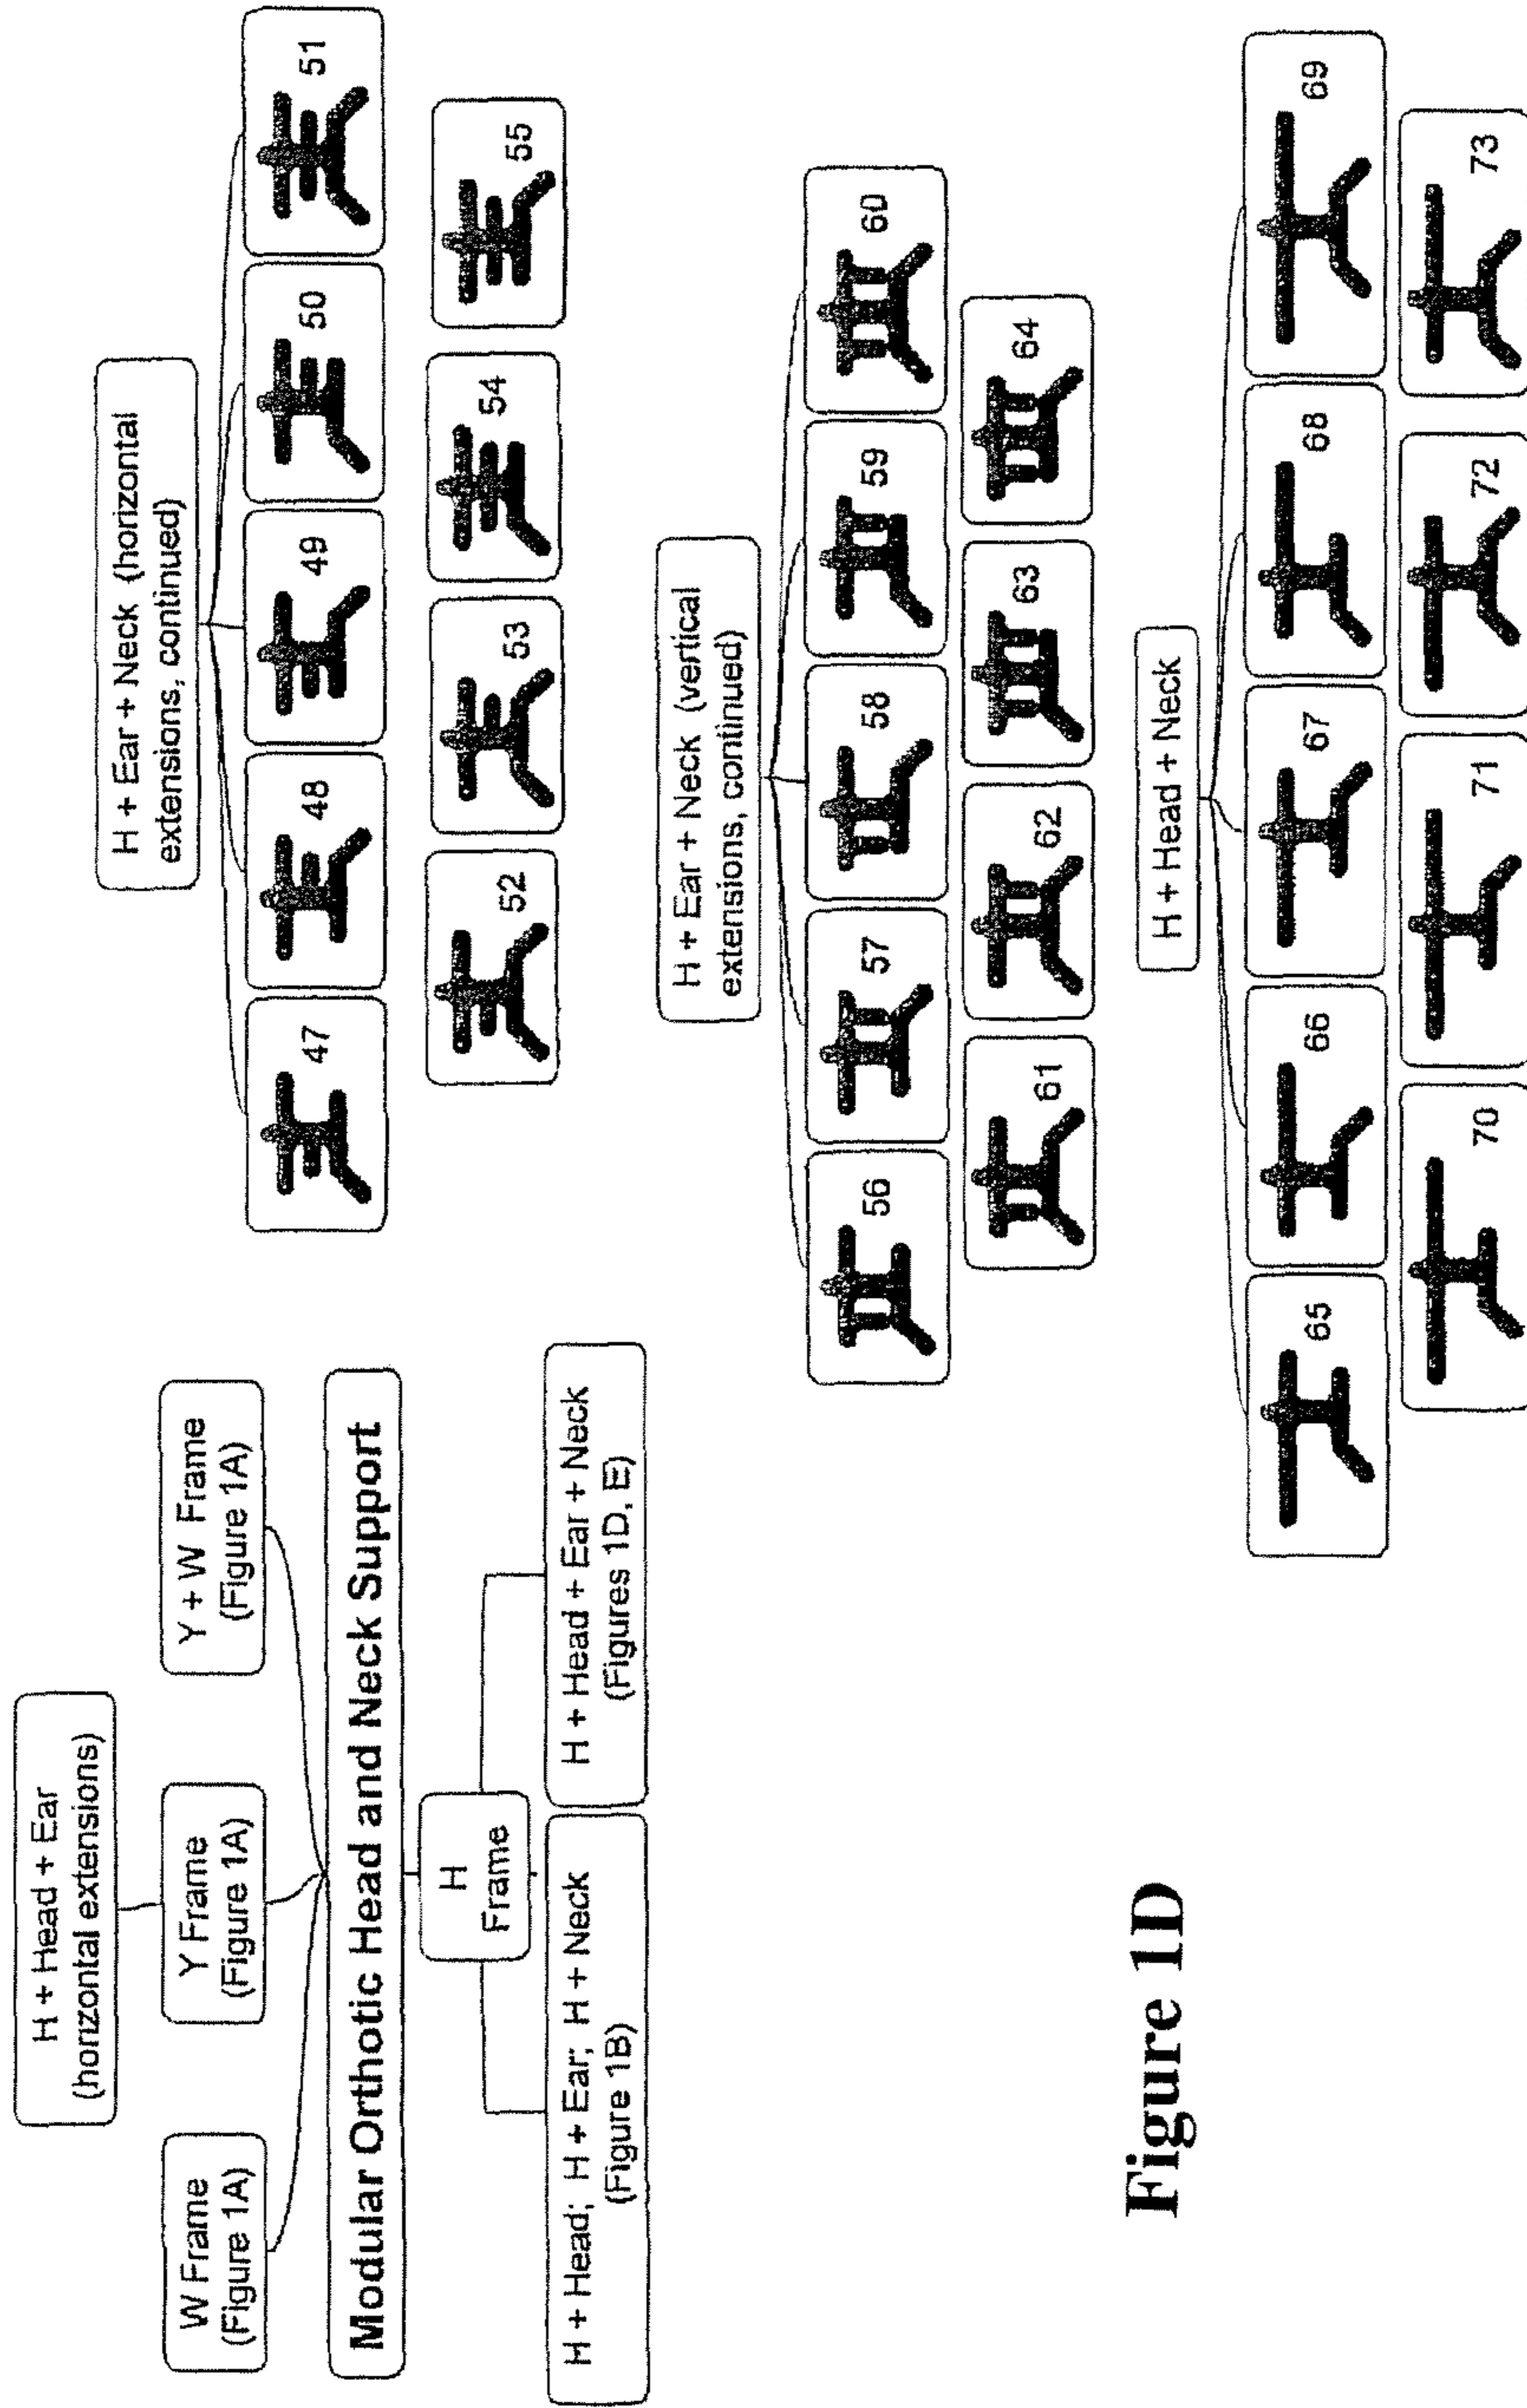 H + Head + Ear
(horizontal extensions)
W Frame
(Figure 1A)
Y Frame
(Figure 1A)
Y + W Frame
(Figure 1A)
Modular Orthotic Head and Neck Support
H
Frame
H + Head; H + Ear; H + Neck
(Figure 1B)
H + Head + Ear + Neck
(Figures 1D, E)
H + Ear + Neck (horizontal
extensions, continued)
47
48
49
50
51
52
53
54
55
H + Ear + Neck (vertical
extensions, continued)
56
57
58
59
60
61
62
63
64
H + Head + Neck
65
66
67
68
69
70
71
72
73
Figure 1D